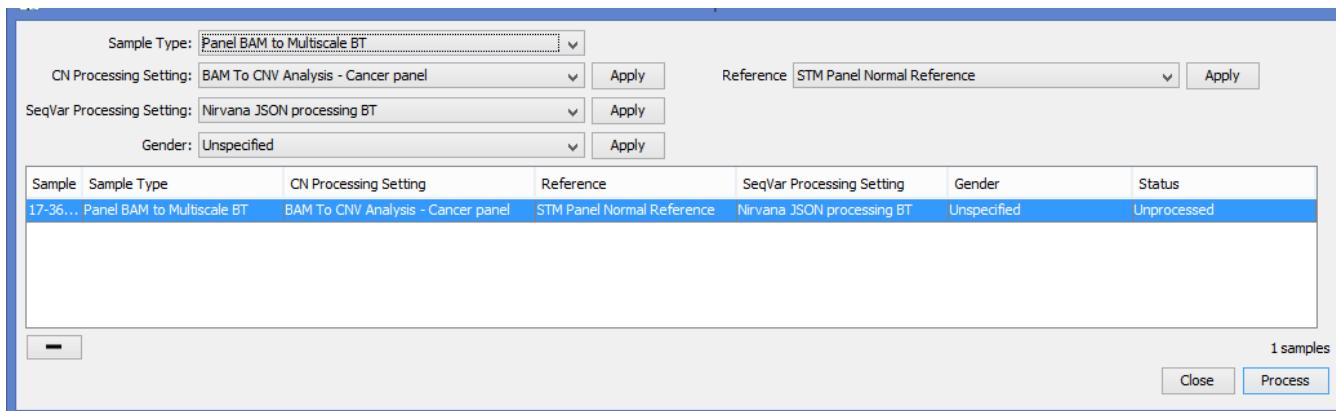 Sample Type: Panel BAM to Multiscale BT
CN Processing Setting: BAM To CNV Analysis - Cancer panel Apply Reference STM Panel Normal Reference Apply
SeqVar Processing Setting: Nirvana JSON processing BT Apply
Gender: Unspecified Apply
Sample Sample Type CN Processing Setting Reference SeqVar Processing Setting Gender Status
17-36... Panel BAM to Multiscale BT BAM To CNV Analysis - Cancer panel STM Panel Normal Reference Nirvana JSON processing BT Unspecified Unprocessed
1 samples
Close Process